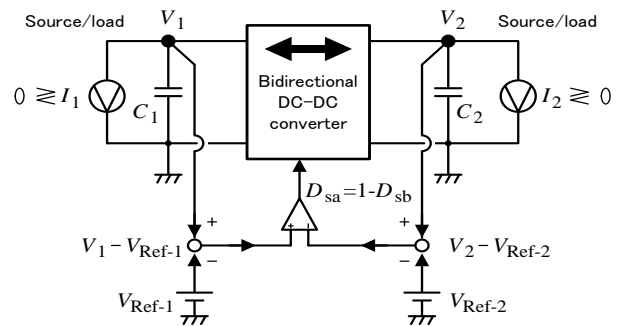 Source/load
V1
V2
Source/load
Bidirectional
DC-DC
converter
0 ≷ I1
C1
C2
I2 ≷ 0
Dsa=1-Dsb
+
+
+
−
V1 − VRef-1
V2 − VRef-2
−
−
VRef-1
VRef-2